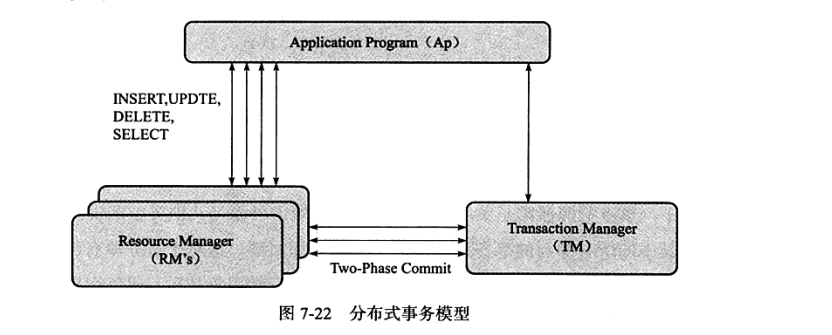 Application Program（Ap）
INSERT,UPDTE,
DELETE,
SELECT
Resource Manager
（RM's）
Transaction Manager
（TM）
Two-Phase Commit
图 7-22 分布式事务模型